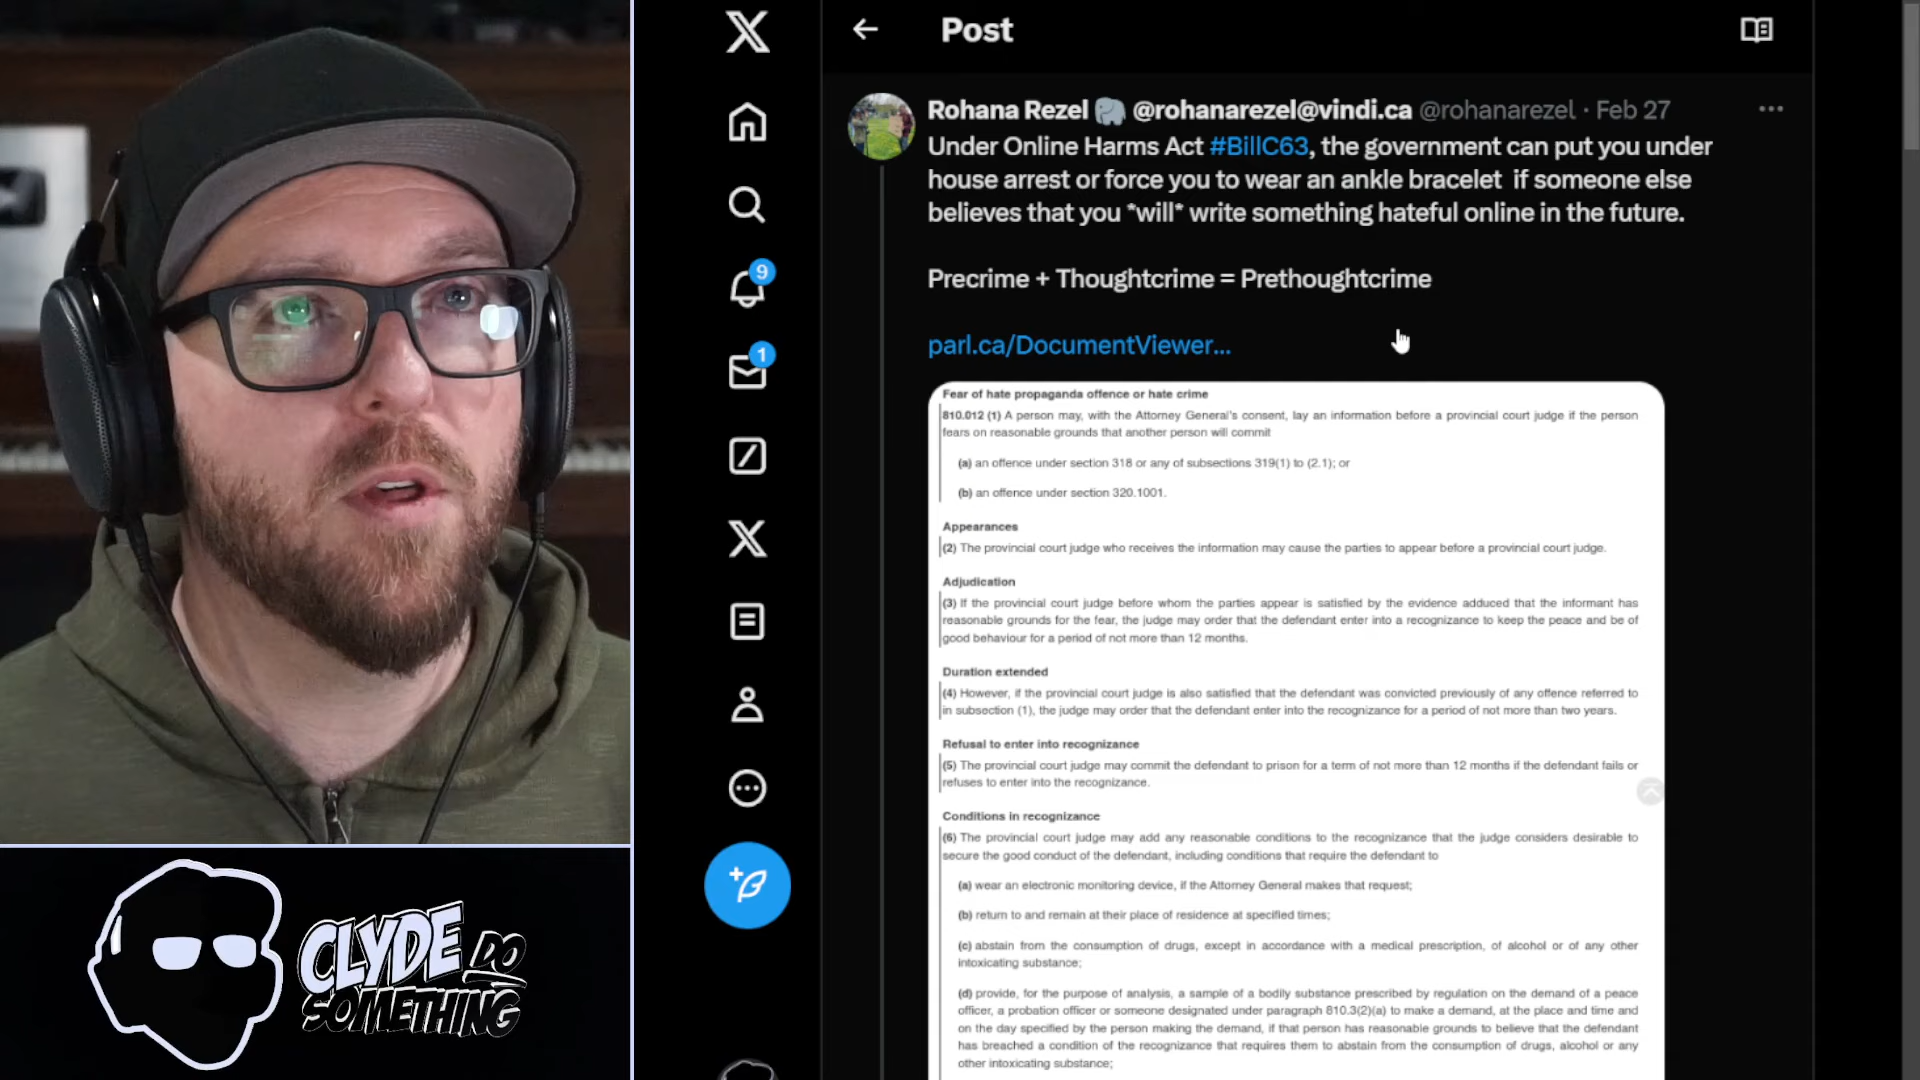 Post
Rohana Rezel 🐘 @rohanarezel@vindi.ca @rohanarezel · Feb 27
Under Online Harms Act #BillC63, the government can put you under
house arrest or force you to wear an ankle bracelet if someone else
believes that you *will* write something hateful online in the future.
Precrime + Thoughtcrime = Prethoughtcrime
parl.ca/DocumentViewer...
9
1
Fear of hate propaganda offence or hate crime
810.012 (1) A person may, with the Attorney General's consent, lay an information before a provincial court judge if the person
fears on reasonable grounds that another person will commit
(a) an offence under section 318 or any of subsections 319(1) to (2.1); or
(b) an offence under section 320.1001.
Appearances
(2) The provincial court judge who receives the information may cause the parties to appear before a provincial court judge.
Adjudication
(3) If the provincial court judge before whom the parties appear is satisfied by the evidence adduced that the informant has
reasonable grounds for the fear, the judge may order that the defendant enter into a recognizance to keep the peace and be of
good behaviour for a period of not more than 12 months.
Duration extended
(4) However, if the provincial court judge is also satisfied that the defendant was convicted previously of any offence referred to
in subsection (1), the judge may order that the defendant enter into the recognizance for a period of not more than two years.
Refusal to enter into recognizance
(5) The provincial court judge may commit the defendant to prison for a term of not more than 12 months if the defendant fails or
refuses to enter into the recognizance.
Conditions in recognizance
(6) The provincial court judge may add any reasonable conditions to the recognizance that the judge considers desirable to
secure the good conduct of the defendant, including conditions that require the defendant to
(a) wear an electronic monitoring device, if the Attorney General makes that request;
(b) return to and remain at their place of residence at specified times;
(c) abstain from the consumption of drugs, except in accordance with a medical prescription, of alcohol or of any other
intoxicating substance;
(d) provide, for the purpose of analysis, a sample of a bodily substance prescribed by regulation on the demand of a peace
officer, a probation officer or someone designated under paragraph 810.3(2)(a) to make a demand, at the place and time and
on the day specified by the person making the demand, if that person has reasonable grounds to believe that the defendant
has breached a condition of the recognizance that requires them to abstain from the consumption of drugs, alcohol or any
other intoxicating substance;
CLYDE DO
SOMETHING